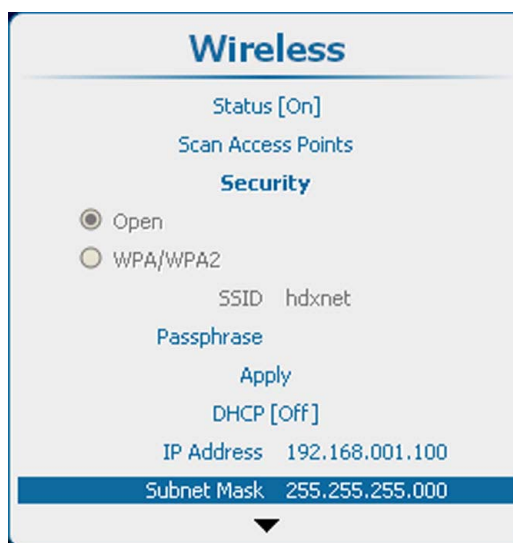 Wireless
Status [On]
Scan Access Points
Security
Open
WPA/WPA2
SSID hdxnet
Passphrase
Apply
DHCP [Off]
IP Address 192.168.001.100
Subnet Mask 255.255.255.000